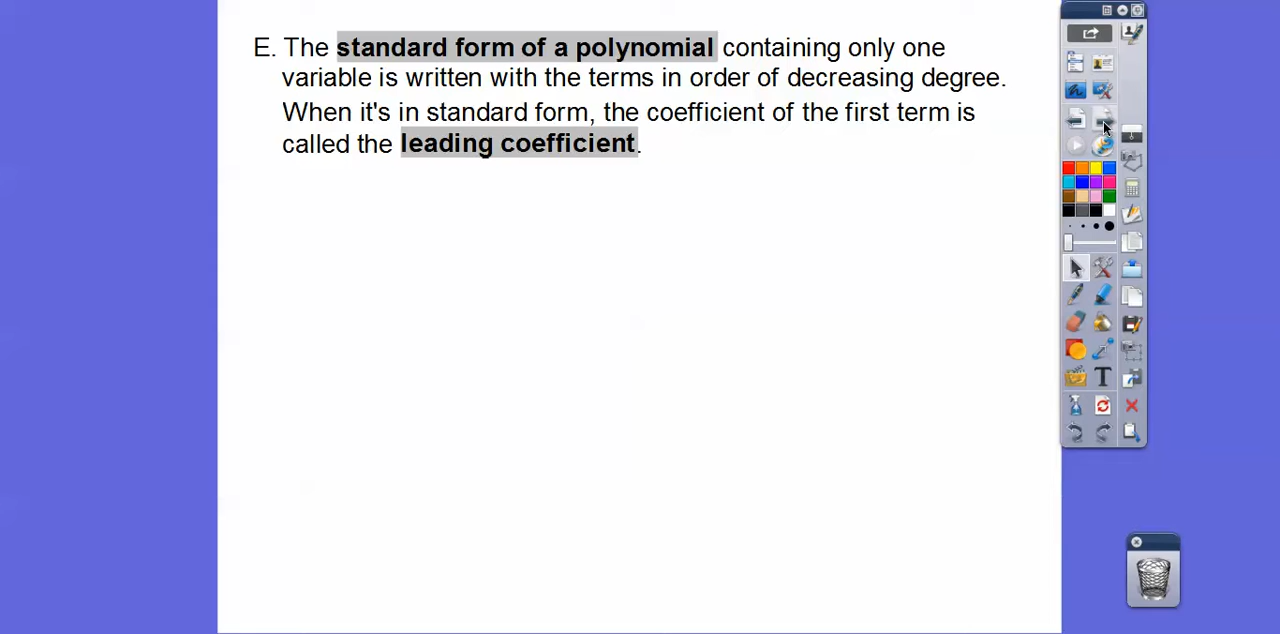 E. The standard form of a polynomial containing only one
variable is written with the terms in order of decreasing degree.
When it's in standard form, the coefficient of the first term is
called the leading coefficient.
T